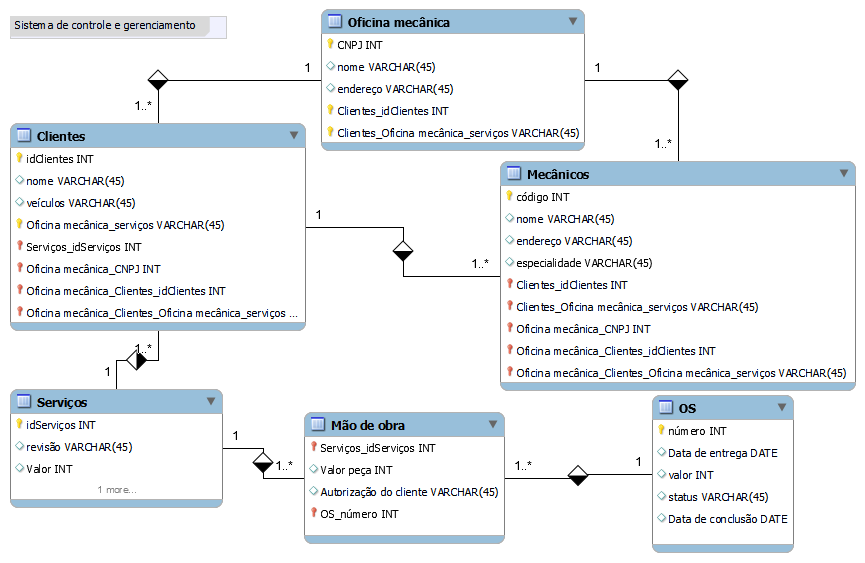 Sistema de controle e gerenciamento
Oficina mecânica
CNPJ INT
nome VARCHAR(45)
endereço VARCHAR(45)
Clientes_idClientes INT
Clientes_Oficina mecânica_serviços VARCHAR(45)
1
1..*
1
1..*
Clientes
idClientes INT
nome VARCHAR(45)
veículos VARCHAR(45)
Oficina mecânica_serviços VARCHAR(45)
Serviços_idServiços INT
Oficina mecânica_CNPJ INT
Oficina mecânica_Clientes_idClientes INT
Oficina mecânica_Clientes_Oficina mecânica_serviços ...
1
1..*
Mecânicos
código INT
nome VARCHAR(45)
endereço VARCHAR(45)
especialidade VARCHAR(45)
Clientes_idClientes INT
Clientes_Oficina mecânica_serviços VARCHAR(45)
Oficina mecânica_CNPJ INT
Oficina mecânica_Clientes_idClientes INT
Oficina mecânica_Clientes_Oficina mecânica_serviços VARCHAR(45)
1..*
1
Serviços
idServiços INT
revisão VARCHAR(45)
Valor INT
1 more...
1
1..*
Mão de obra
Serviços_idServiços INT
Valor peça INT
Autorização do cliente VARCHAR(45)
OS_número INT
1..*
1
OS
número INT
Data de entrega DATE
valor INT
status VARCHAR(45)
Data de conclusão DATE